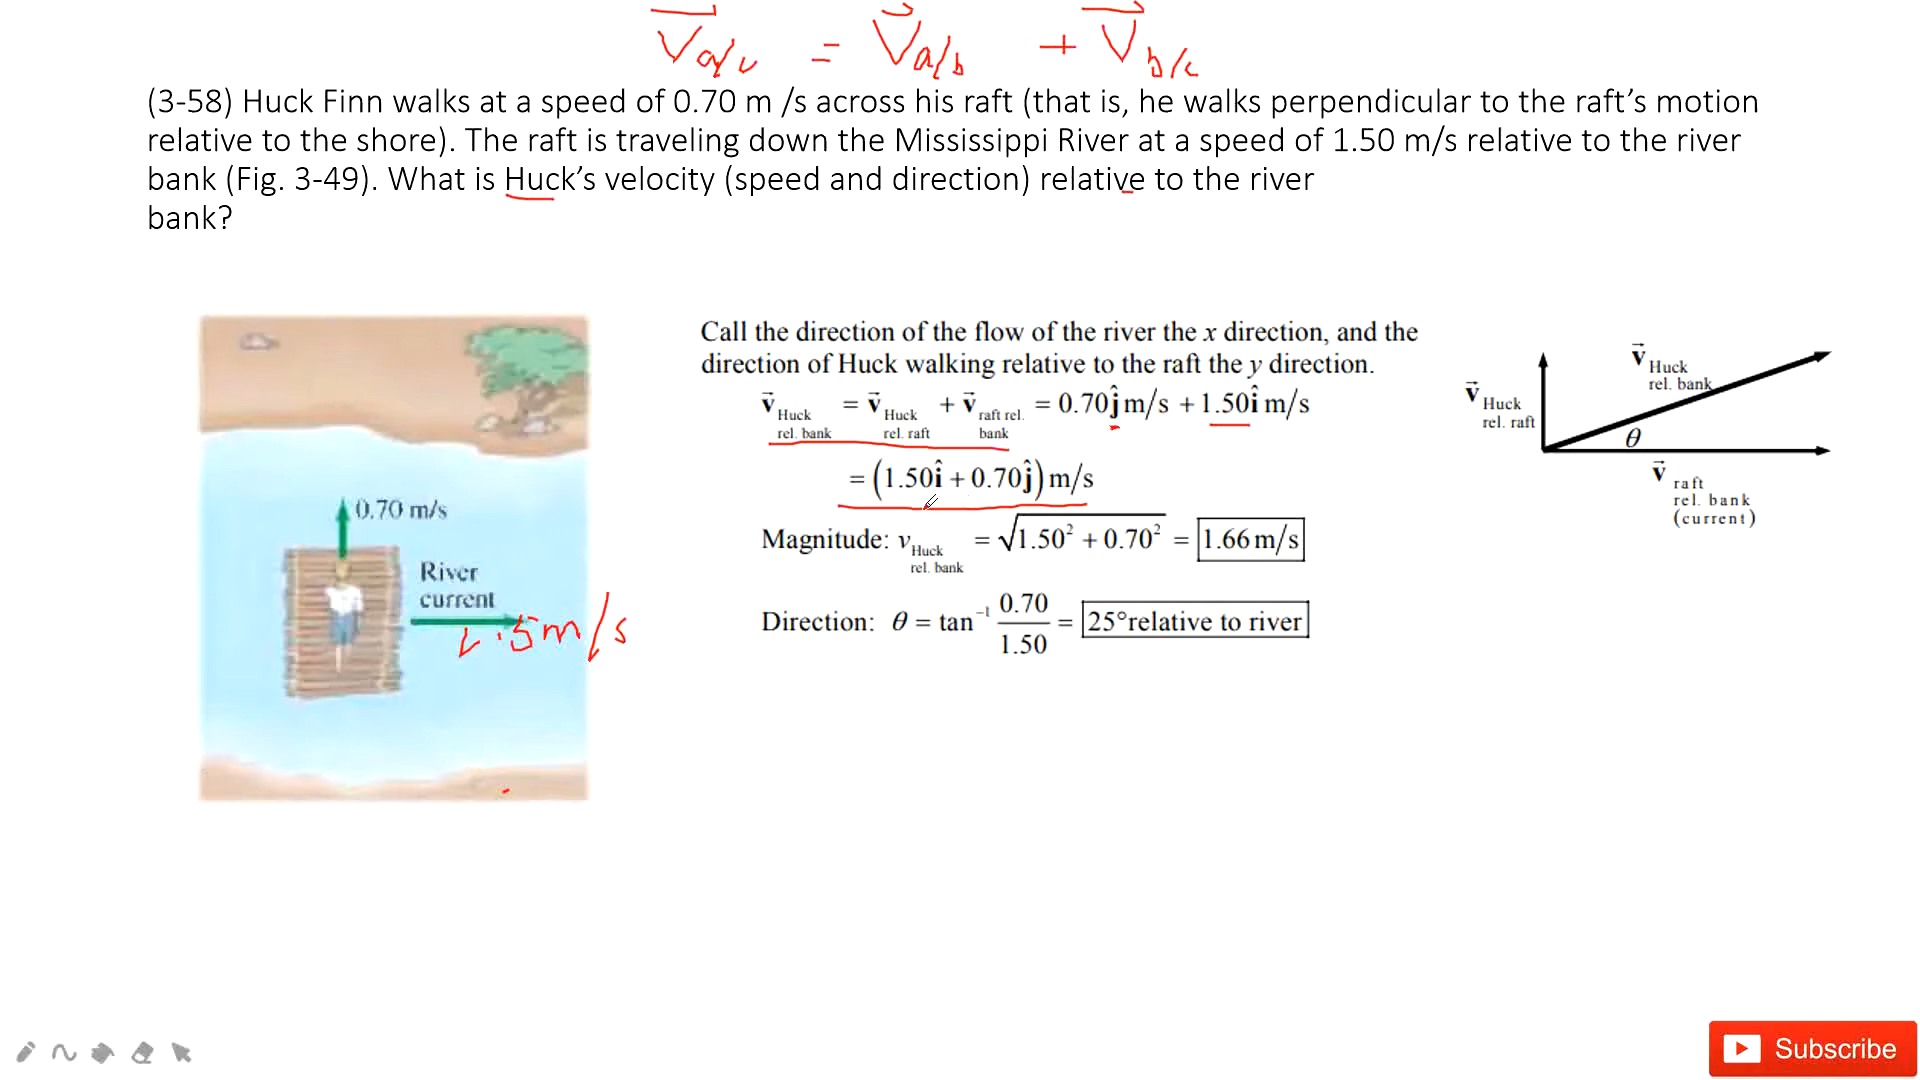 V a/c = V a/b + V b/c
(3-58) Huck Finn walks at a speed of 0.70 m /s across his raft (that is, he walks perpendicular to the raft’s motion
relative to the shore). The raft is traveling down the Mississippi River at a speed of 1.50 m/s relative to the river
bank (Fig. 3-49). What is Huck’s velocity (speed and direction) relative to the river
bank?
0.70 m/s
River
current
1.5m/s
Call the direction of the flow of the river the x direction, and the
direction of Huck walking relative to the raft the y direction.
v⃗ Huck rel. bank = v⃗ Huck rel. raft + v⃗ raft rel. bank = 0.70ĵ m/s + 1.50î m/s
= (1.50î + 0.70ĵ) m/s
Magnitude: v Huck rel. bank = √1.50² + 0.70² = 1.66 m/s
Direction: θ = tan⁻¹ 0.70/1.50 = 25°relative to river
v⃗ Huck
rel. bank
v⃗ Huck
rel. raft
θ
v⃗ raft
rel. bank
(current)
Subscribe